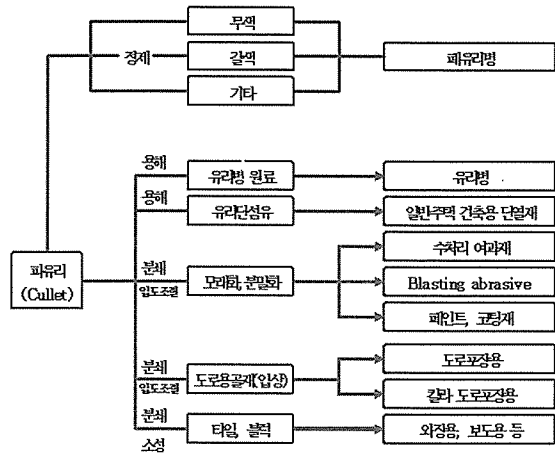 무색
정제
갈색
폐유리병
기타
용해
유리병 원료
유리병
용해
유리단섬유
일반주택 건축용 단열재
수처리 여과재
파유리
(Cullet)
분쇄
입도조절
모래화, 분말화
Blasting abrasive
페인트, 코팅재
분쇄
입도조절
도로용골재(입상)
도로포장용
칼라 도로포장용
분쇄
소성
타일, 블럭
외장용, 보도용 등